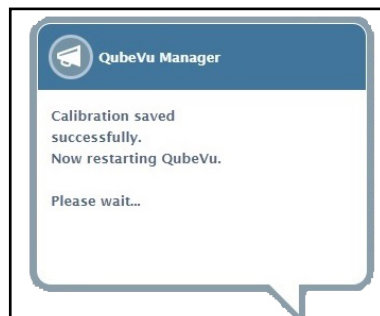 QubeVu Manager
Calibration saved
successfully.
Now restarting QubeVu.
Please wait...